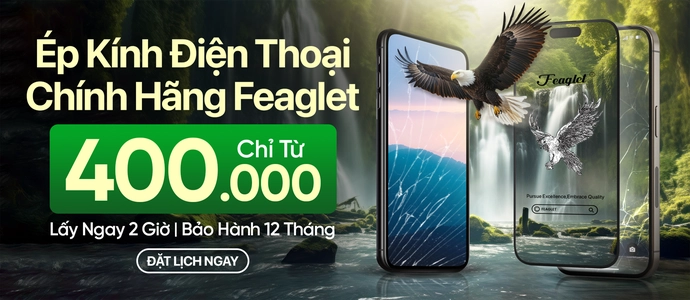 Ép Kính Điện Thoại
Chính Hãng Feaglet
Chỉ Từ
400.000
Lấy Ngay 2 Giờ | Bảo Hành 12 Tháng
ĐẶT LỊCH NGAY
Feaglet
Pursue Excellence, Embrace Quality
FEAGLET